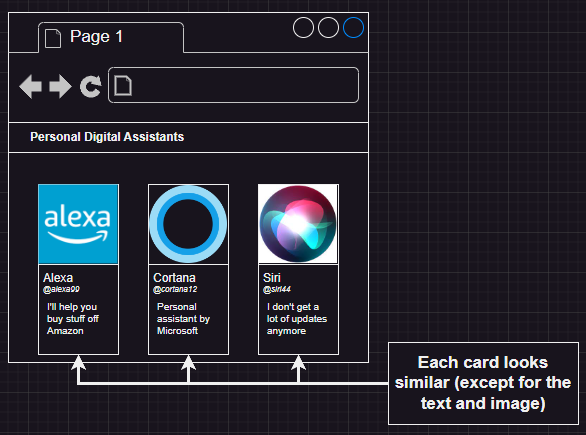 Page 1
Personal Digital Assistants
alexa
Alexa
@alexa99
I'll help you
buy stuff off
Amazon
Cortana
@cortana12
Personal
assistant by
Microsoft
Siri
@siri44
I don't get a
lot of updates
anymore
Each card looks
similar (except for the
text and image)